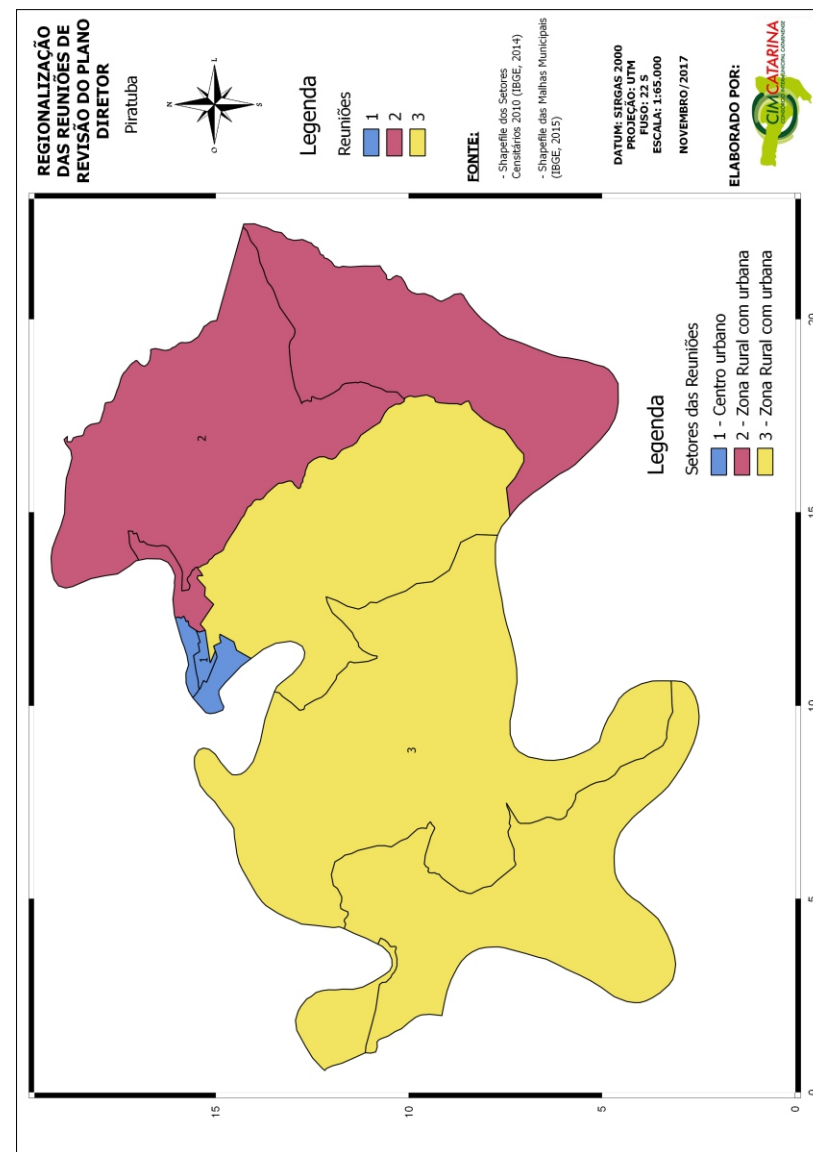 REGIONALIZAÇÃO
DAS REUNIÕES DE
REVISÃO DO PLANO
DIRETOR
Piratuba
N
O
L
S
Legenda
Reuniões
1
2
3
FONTE:
- Shapefile dos Setores
Censitários 2010 (IBGE, 2014)
- Shapefile das Malhas Municipais
(IBGE, 2015)
DATUM: SIRGAS 2000
PROJEÇÃO: UTM
FUSO: 22 S
ESCALA: 1:65.000
NOVEMBRO/2017
ELABORADO POR:
CIMCATARINA
2
1
3
Legenda
Setores das Reuniões
1 - Centro urbano
2 - Zona Rural com urbana
3 - Zona Rural com urbana
15
10
5
0
0
5
10
15
20